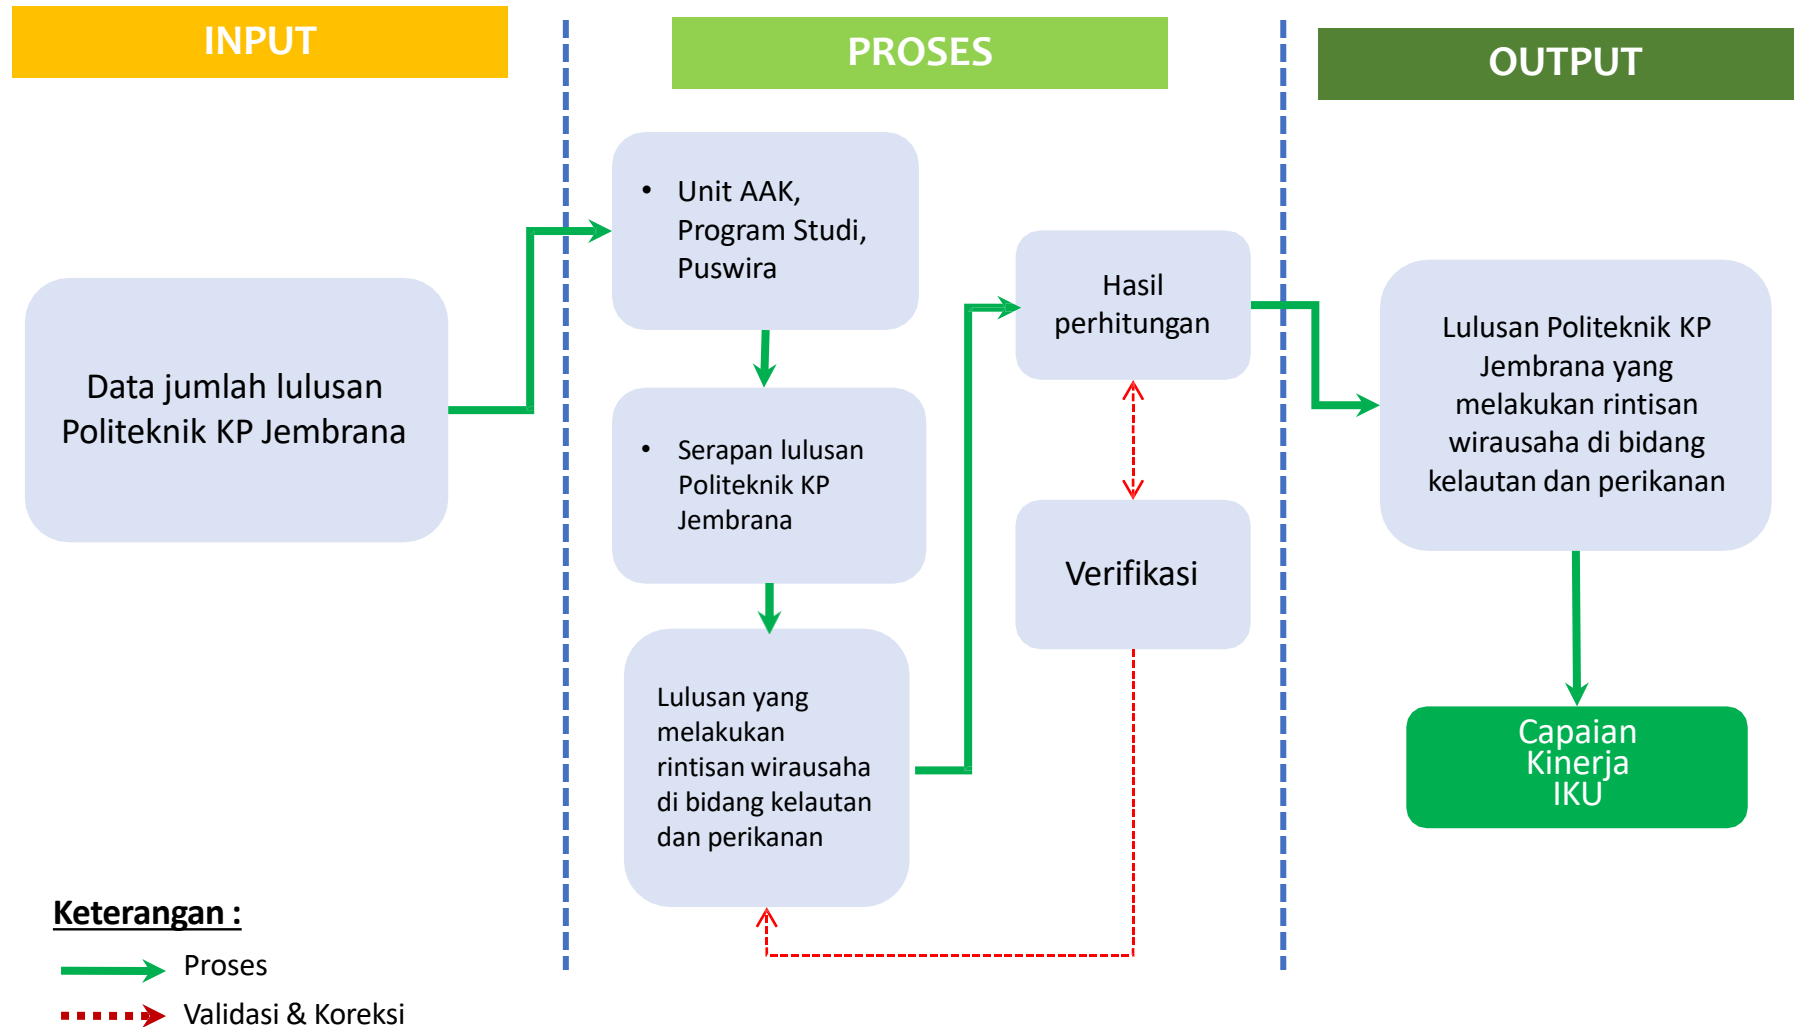 INPUT
PROSES
OUTPUT
Data jumlah lulusan
Politeknik KP Jembrana
• Unit AAK,
Program Studi,
Puswira
• Serapan lulusan
Politeknik KP
Jembrana
Lulusan yang
melakukan
rintisan wirausaha
di bidang kelautan
dan perikanan
Hasil
perhitungan
Verifikasi
Lulusan Politeknik KP
Jembrana yang
melakukan rintisan
wirausaha di bidang
kelautan dan perikanan
Capaian
Kinerja
IKU
Keterangan :
Proses
Validasi & Koreksi